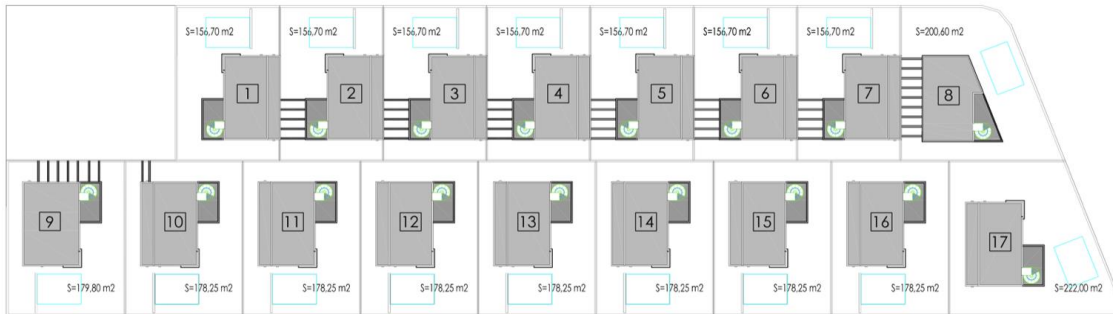 S=156,70 m2
S=156,70 m2
S=156,70 m2
S=156,70 m2
S=156,70 m2
S=156,70 m2
S=156,70 m2
S=200.60 m2
1
2
3
4
5
6
7
8
9
10
11
12
13
14
15
16
17
S=179,80 m2
S=178,25 m2
S=178,25 m2
S=178,25 m2
S=178,25 m2
S=178,25 m2
S=178,25 m2
S=178,25 m2
S=222,00 m2